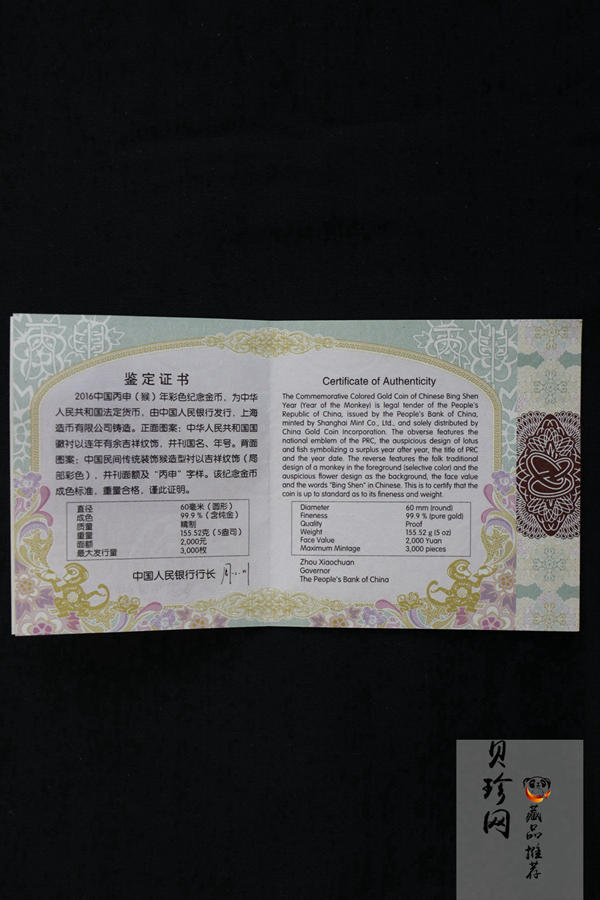 鉴定证书
2016中国丙申（猴）年彩色纪念金币，为中华
人民共和国法定货币，由中国人民银行发行，上海
造币有限公司铸造。正面图案：中华人民共和国国
徽衬以连年有余吉祥纹饰，并刊国名、年号。背面
图案：中国民间传统装饰猴造型衬以吉祥纹饰（局
部彩色），并刊面额及“丙申”字样。该纪念金币
成色标准，重量合格，谨此证明。
直径 60毫米（圆形）
成色 99.9％（含纯金）
质量 精制
重量 155.52克（5盎司）
面额 2,000元
最大发行量 3,000枚
中国人民银行行长
Certificate of Authenticity
The Commemorative Colored Gold Coin of Chinese Bing Shen
Year (Year of the Monkey) is legal tender of the People's
Republic of China, issued by the People's Bank of China,
minted by Shanghai Mint Co., Ltd., and solely distributed by
China Gold Coin Incorporation. The obverse features the
national emblem of the PRC, the auspicious design of lotus
and fish symbolizing a surplus year after year, the title of PRC
and the year date. The reverse features the folk traditional
design of a monkey in the foreground (selective color) and the
auspicious flower design as the background, the face value
and the words "Bing Shen" in Chinese. This is to certify that the
coin is up to standard as to its fineness and weight.
Diameter 60 mm (round)
Fineness 99.9 % (pure gold)
Quality Proof
Weight 155.52 g (5 oz)
Face Value 2,000 Yuan
Maximum Mintage 3,000 pieces
Zhou Xiaochuan
Governor
The People's Bank of China
贝珍网
藏品推荐